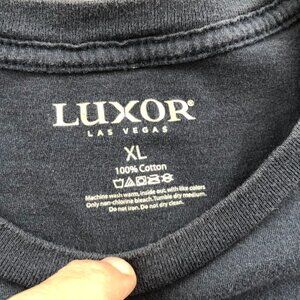 LUXOR®
LAS VEGAS
XL
100% Cotton
Machine wash warm, inside out, with like colors.
Only non-chlorine bleach. Tumble dry medium.
Do not iron. Do not dry clean.